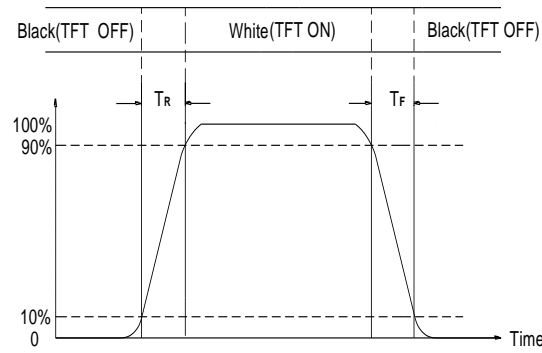 Black(TFT OFF) White(TFT ON) Black(TFT OFF)
TR TF
100%
90%
10%
0 Time